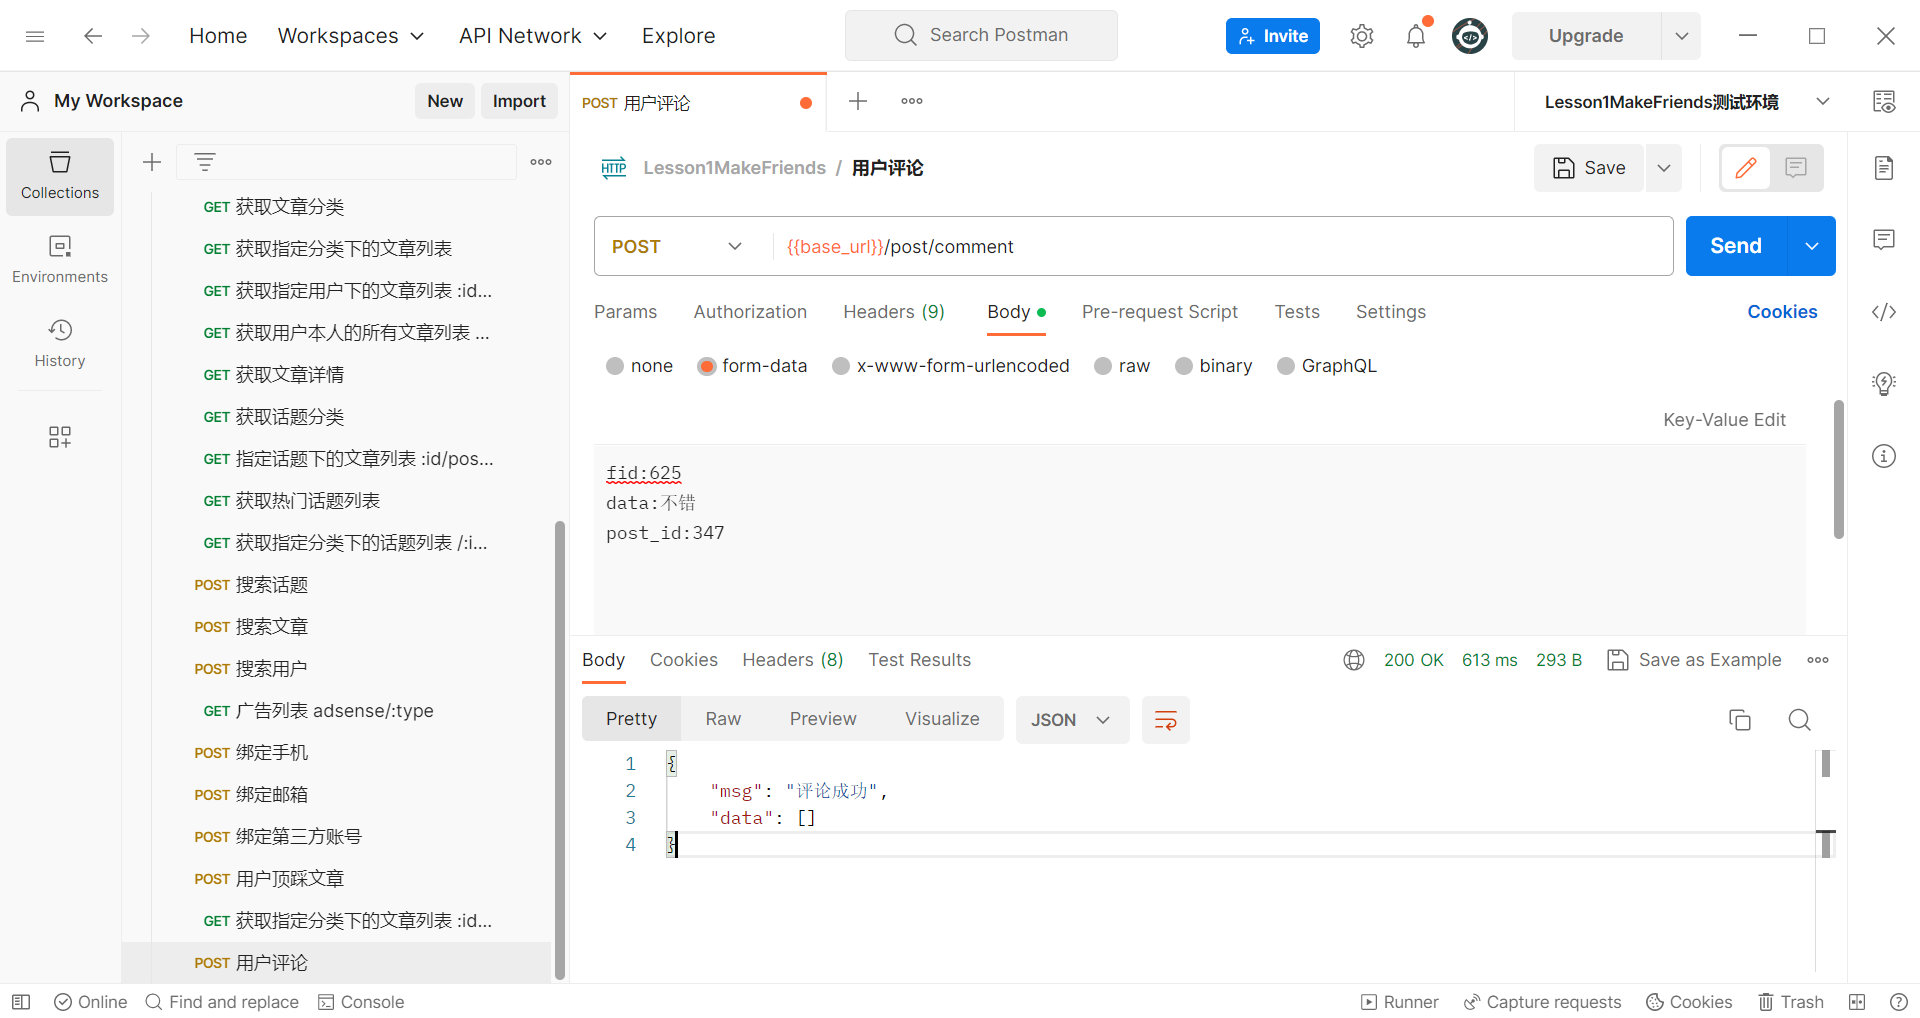 Home Workspaces API Network Explore Search Postman Invite Upgrade
My Workspace New Import POST 用户评论 Lesson1MakeFriends测试环境
Collections
Environments
History
GET 获取文章分类
GET 获取指定分类下的文章列表
GET 获取指定用户下的文章列表 :id...
GET 获取用户本人的所有文章列表 ...
GET 获取文章详情
GET 获取话题分类
GET 指定话题下的文章列表 :id/pos...
GET 获取热门话题列表
GET 获取指定分类下的话题列表 /:i...
POST 搜索话题
POST 搜索文章
POST 搜索用户
GET 广告列表 adsense/:type
POST 绑定手机
POST 绑定邮箱
POST 绑定第三方账号
POST 用户顶踩文章
GET 获取指定分类下的文章列表 :id...
POST 用户评论
HTTP Lesson1MakeFriends / 用户评论 Save
POST {{base_url}}/post/comment Send
Params Authorization Headers (9) Body Pre-request Script Tests Settings Cookies
none form-data x-www-form-urlencoded raw binary GraphQL
Key-Value Edit
fid:625
data:不错
post_id:347
Body Cookies Headers (8) Test Results 200 OK 613 ms 293 B Save as Example
Pretty Raw Preview Visualize JSON
1 {
2 "msg": "评论成功",
3 "data": []
4 }
Online Find and replace Console Runner Capture requests Cookies Trash